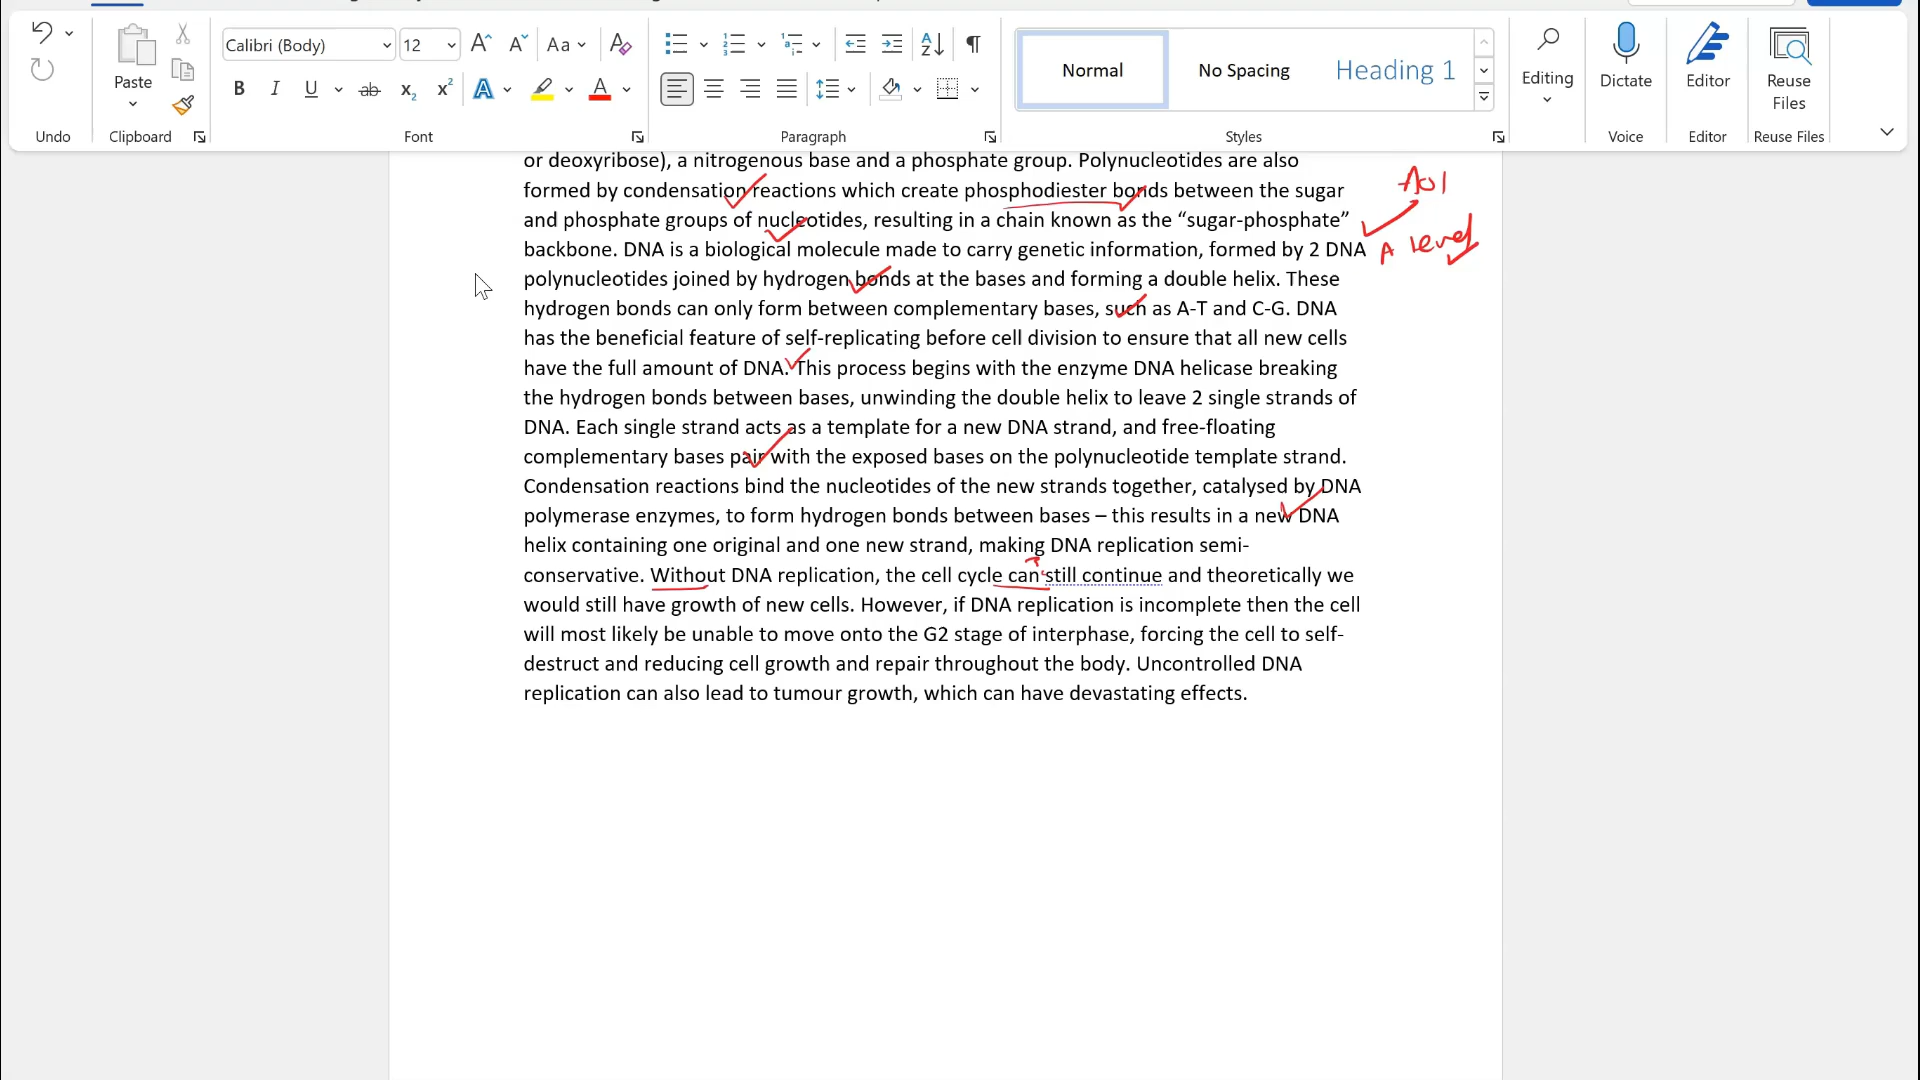 Calibri (Body)
12
Aa
Paste
B I U ab x₂ x² A A
A Z
Normal
No Spacing
Heading 1
Editing
Dictate
Editor
Reuse
Files
Undo
Clipboard
Font
Paragraph
Styles
Voice
Editor
Reuse Files
or deoxyribose), a nitrogenous base and a phosphate group. Polynucleotides are also
formed by condensation reactions which create phosphodiester bonds between the sugar
Ao1
and phosphate groups of nucleotides, resulting in a chain known as the “sugar-phosphate”
backbone. DNA is a biological molecule made to carry genetic information, formed by 2 DNA
A level
polynucleotides joined by hydrogen bonds at the bases and forming a double helix. These
hydrogen bonds can only form between complementary bases, such as A-T and C-G. DNA
has the beneficial feature of self-replicating before cell division to ensure that all new cells
have the full amount of DNA. This process begins with the enzyme DNA helicase breaking
the hydrogen bonds between bases, unwinding the double helix to leave 2 single strands of
DNA. Each single strand acts as a template for a new DNA strand, and free-floating
complementary bases pair with the exposed bases on the polynucleotide template strand.
Condensation reactions bind the nucleotides of the new strands together, catalysed by DNA
polymerase enzymes, to form hydrogen bonds between bases – this results in a new DNA
helix containing one original and one new strand, making DNA replication semi-
conservative. Without DNA replication, the cell cycle can still continue and theoretically we
would still have growth of new cells. However, if DNA replication is incomplete then the cell
will most likely be unable to move onto the G2 stage of interphase, forcing the cell to self-
destruct and reducing cell growth and repair throughout the body. Uncontrolled DNA
replication can also lead to tumour growth, which can have devastating effects.